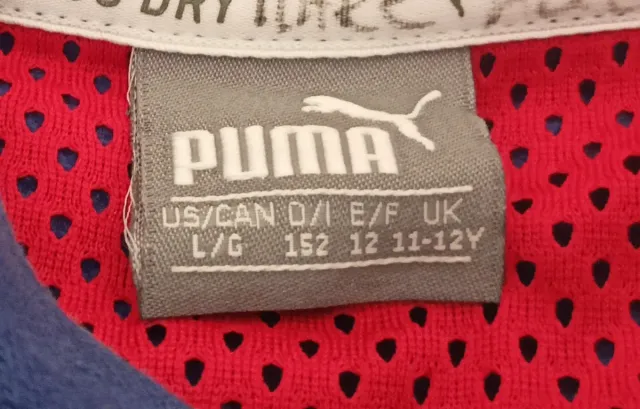 DRY
PUMA
US/CAN D/I E/F UK
L/G 152 12 11-12Y